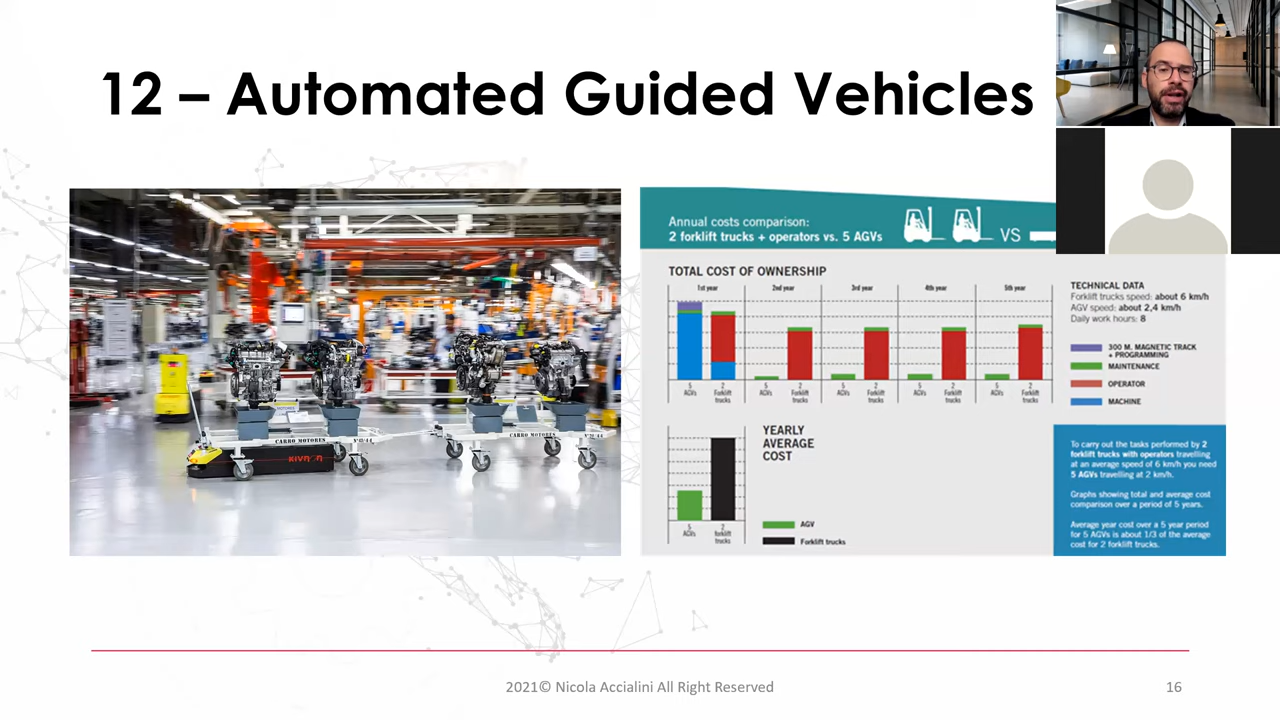 12 – Automated Guided Vehicles
CARRO MOTORES
Nº 044
CARRO MOTORES
Annual costs comparison:
2 forklift trucks + operators vs. 5 AGVs
VS
TOTAL COST OF OWNERSHIP
1st year
2nd year
3rd year
4th year
5th year
5 AGVs
2 Forklift trucks
5 AGVs
2 Forklift trucks
5 AGVs
2 Forklift trucks
5 AGVs
2 Forklift trucks
5 AGVs
2 Forklift trucks
TECHNICAL DATA
Forklift trucks speed: about 6 km/h
AGV speed: about 2,4 km/h
Daily work hours: 8
300 M. MAGNETIC TRACK
+ PROGRAMMING
MAINTENANCE
OPERATOR
MACHINE
YEARLY
AVERAGE
COST
5 AGVs
2 forklift trucks
AGV
Forklift trucks
To carry out the tasks performed by 2
forklift trucks with operators travelling
at an average speed of 6 km/h you need
5 AGVs travelling at 2 km/h.
Graphs showing total and average cost
comparison over a period of 5 years.
Average year cost over a 5 year period
for 5 AGVs is about 1/3 of the average
cost for 2 forklift trucks.
2021© Nicola Accialini All Right Reserved
16